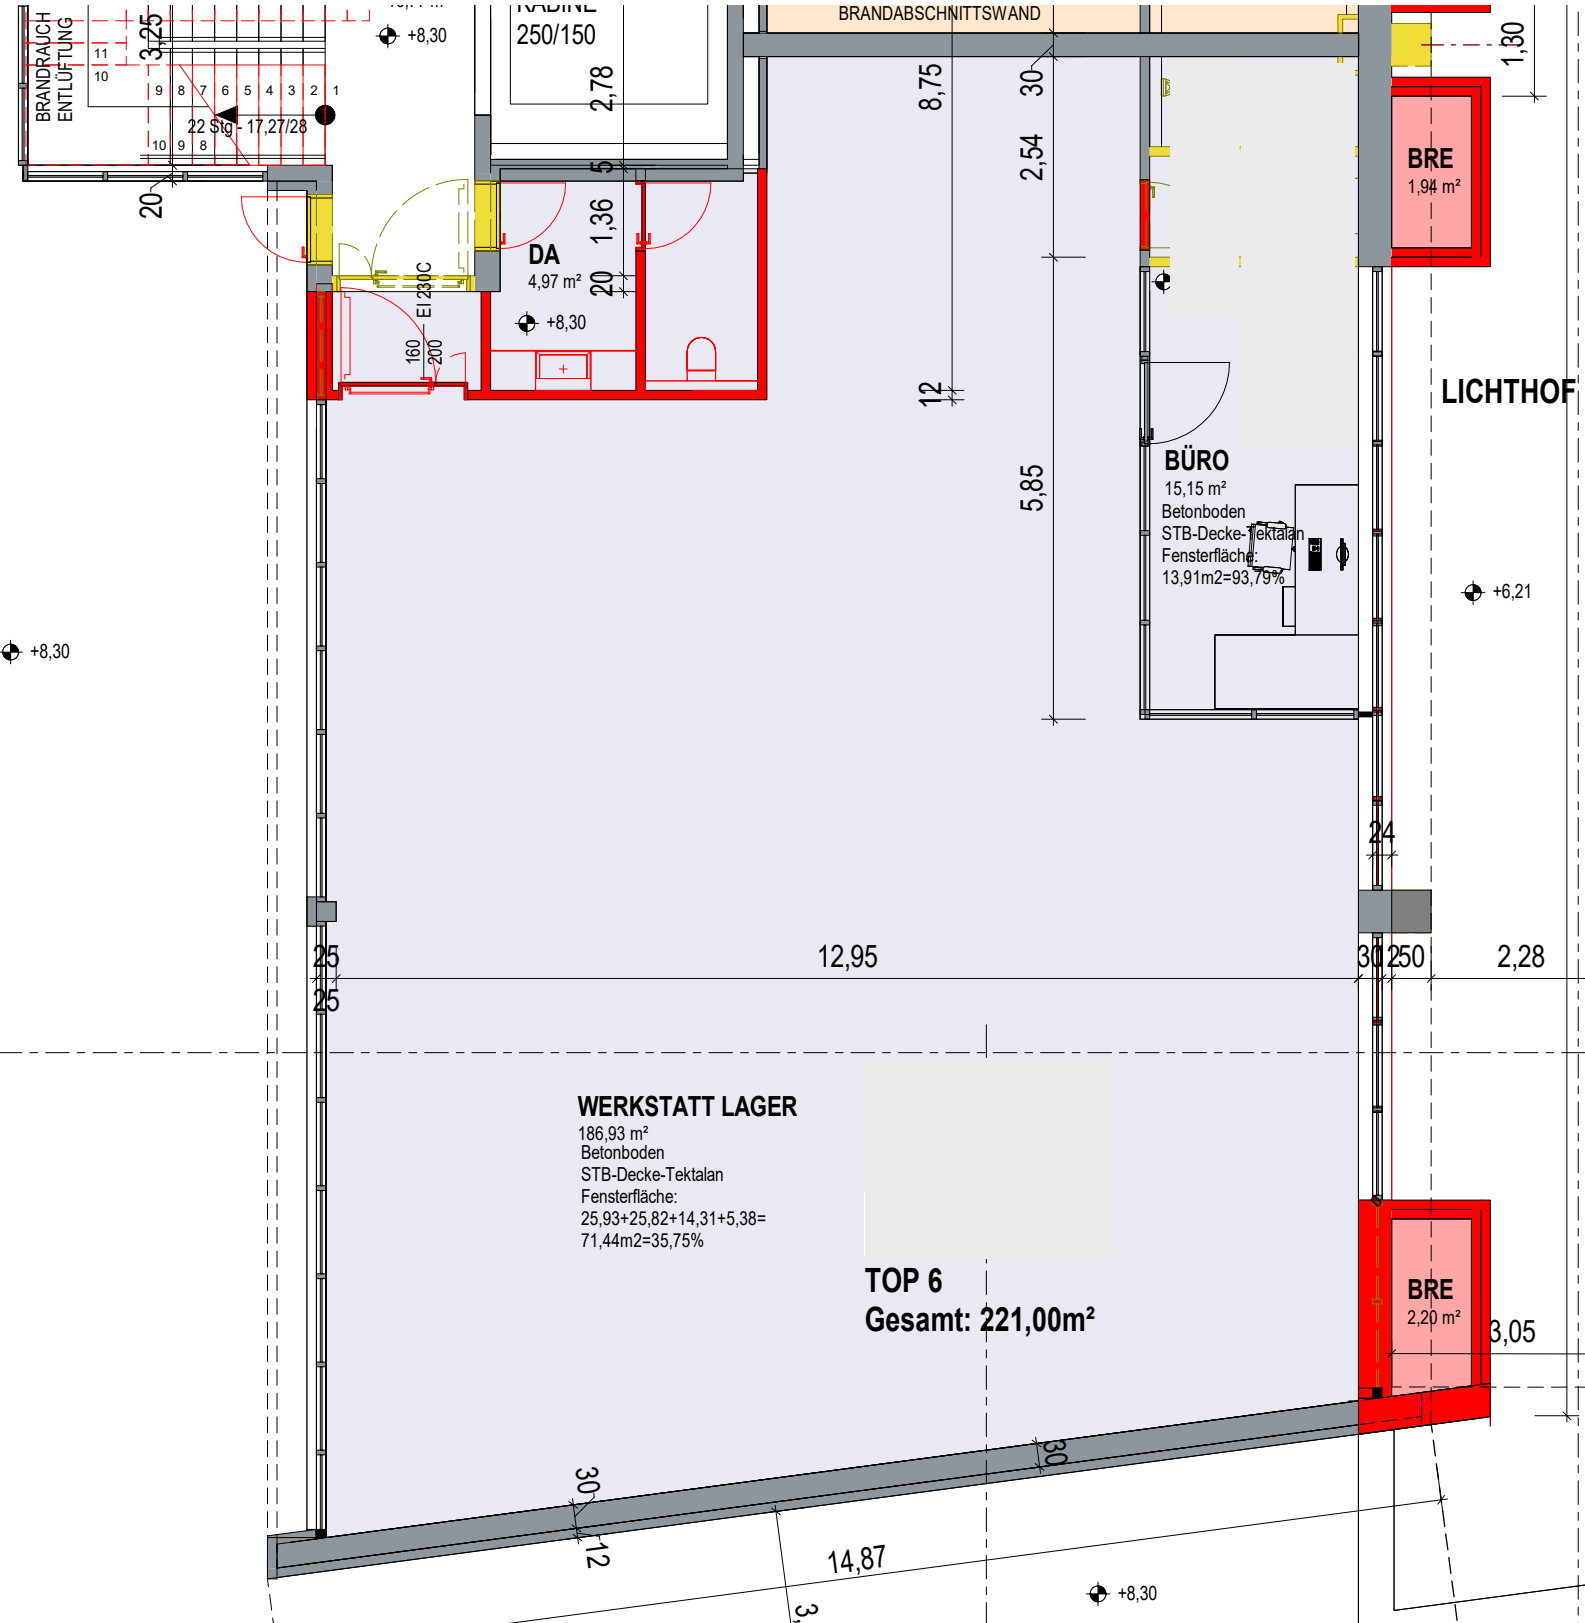 BRANDRAUCH
ENTLÜFTUNG
3,25
11
10
9 8 7 6 5 4 3 2 1
22 Stg - 17,27/28
10 9 8
20
+8,30
KABINE
250/150
2,78
BRANDABSCHNITTSWAND
8,75
30
2,54
1,30
BRE
1,94 m²
5
1,36
20
DA
4,97 m²
+8,30
EI 230C
160
200
12
LICHTHOF
5,85
BÜRO
15,15 m²
Betonboden
STB-Decke-Tektalan
Fensterfläche:
13,91m2=93,79%
+6,21
+8,30
24
25
25
12,95
30
12
50
2,28
WERKSTATT LAGER
186,93 m²
Betonboden
STB-Decke-Tektalan
Fensterfläche:
25,93+25,82+14,31+5,38=
71,44m2=35,75%
TOP 6
Gesamt: 221,00m²
BRE
2,20 m²
3,05
30
30
12
14,87
+8,30